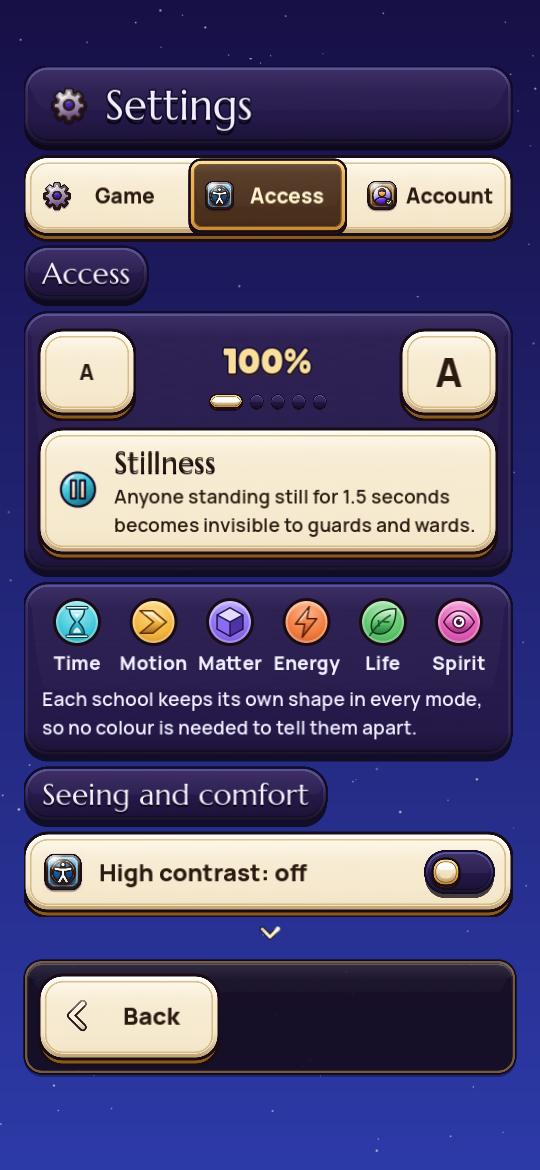 Settings
Game
Access
Account
Access
A
100%
A
Stillness
Anyone standing still for 1.5 seconds
becomes invisible to guards and wards.
Time
Motion
Matter
Energy
Life
Spirit
Each school keeps its own shape in every mode,
so no colour is needed to tell them apart.
Seeing and comfort
High contrast: off
Back